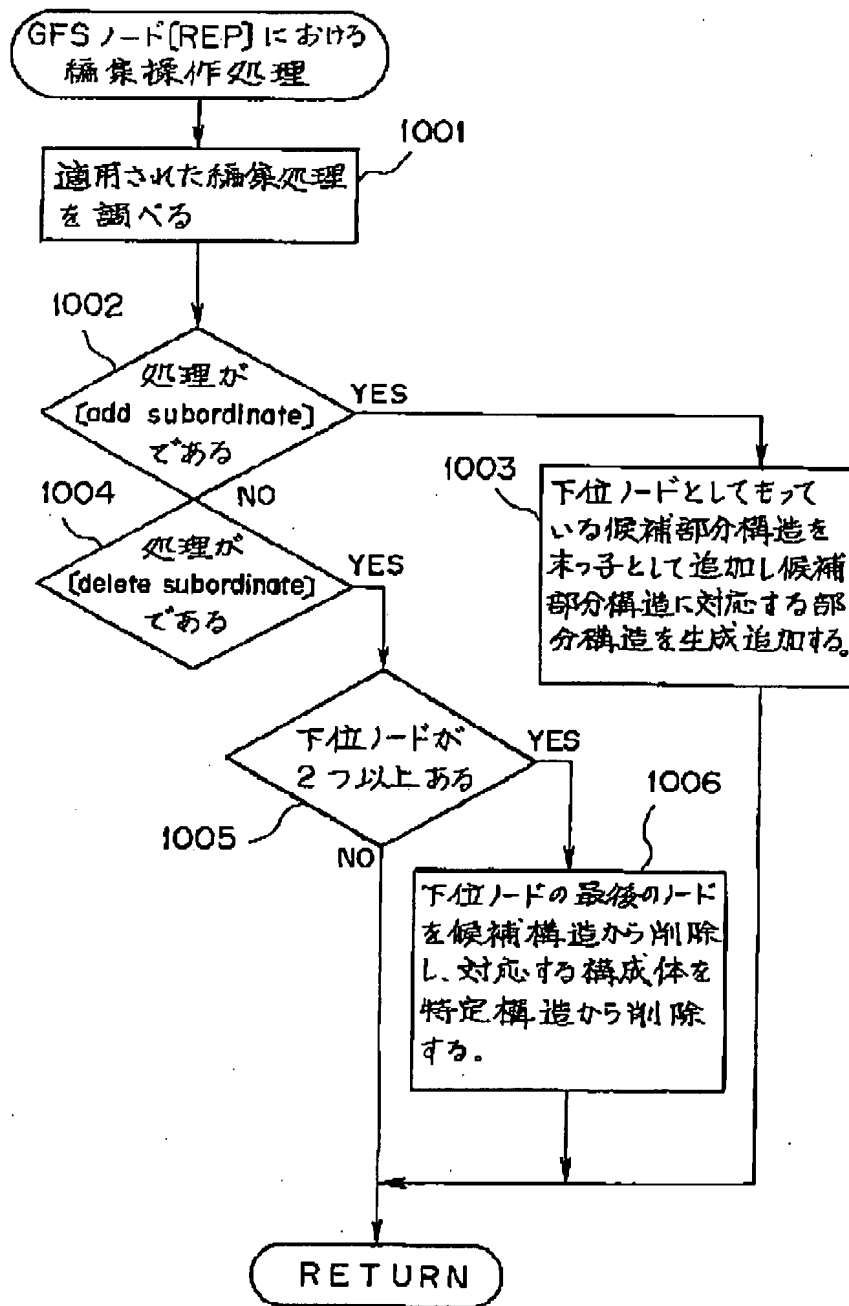 GFSノード[REP]における
編集操作処理
1001
適用された編集処理
を調べる
1002
処理が
[add subordinate]
である
YES
NO
1003
下位ノードとしてもって
いる候補部分構造を
末っ子として追加し候補
部分構造に対応する部
分構造を生成追加する。
1004
処理が
[delete subordinate]
である
YES
下位ノードが
2つ以上ある
YES
1005
NO
1006
下位ノードの最後のノード
を候補構造から削除
し、対応する構成体を
特定構造から削除
する。
RETURN